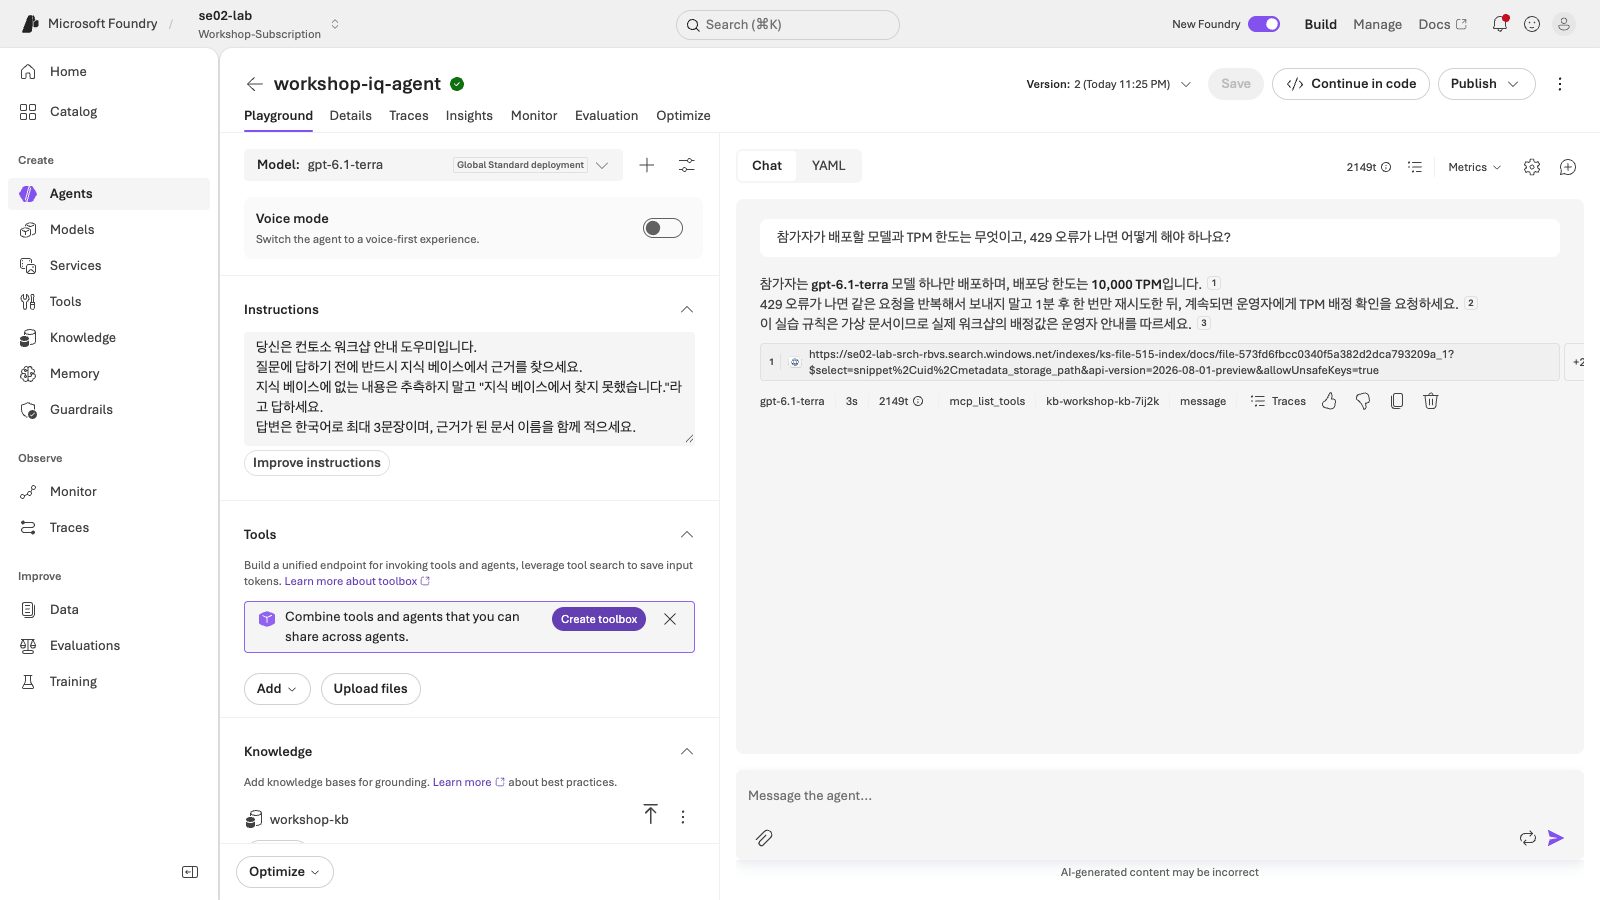 Microsoft Foundry
/
se02-lab
Workshop-Subscription
Search (⌘K)
New Foundry
Build
Manage
Docs
Home
Catalog
Create
Agents
Models
Services
Tools
Knowledge
Memory
Guardrails
Observe
Monitor
Traces
Improve
Data
Evaluations
Training
workshop-iq-agent
Version: 2 (Today 11:25 PM)
Save
Continue in code
Publish
Playground
Details
Traces
Insights
Monitor
Evaluation
Optimize
Model: gpt-6.1-terra
Global Standard deployment
Voice mode
Switch the agent to a voice-first experience.
Instructions
당신은 컨토소 워크샵 안내 도우미입니다.
질문에 답하기 전에 반드시 지식 베이스에서 근거를 찾으세요.
지식 베이스에 없는 내용은 추측하지 말고 "지식 베이스에서 찾지 못했습니다."라
고 답하세요.
답변은 한국어로 최대 3문장이며, 근거가 된 문서 이름을 함께 적으세요.
Improve instructions
Tools
Build a unified endpoint for invoking tools and agents, leverage tool search to save input
tokens. Learn more about toolbox
Combine tools and agents that you can
share across agents.
Create toolbox
Add
Upload files
Knowledge
Add knowledge bases for grounding. Learn more about best practices.
workshop-kb
Optimize
Chat
YAML
2149t
Metrics
참가자가 배포할 모델과 TPM 한도는 무엇이고, 429 오류가 나면 어떻게 해야 하나요?
참가자는 gpt-6.1-terra 모델 하나만 배포하며, 배포당 한도는 10,000 TPM입니다. 1
429 오류가 나면 같은 요청을 반복해서 보내지 말고 1분 후 한 번만 재시도한 뒤, 계속되면 운영자에게 TPM 배정 확인을 요청하세요. 2
이 실습 규칙은 가상 문서이므로 실제 워크샵의 배정값은 운영자 안내를 따르세요. 3
1
https://se02-lab-srch-rbvs.search.windows.net/indexes/ks-file-515-index/docs/file-573fd6fbcc0340f5a382d2dca793209a_1?
$select=snippet%2Cuid%2Cmetadata_storage_path&api-version=2026-08-01-preview&allowUnsafeKeys=true
+2
gpt-6.1-terra
3s
2149t
mcp_list_tools
kb-workshop-kb-7ij2k
message
Traces
Message the agent...
AI-generated content may be incorrect